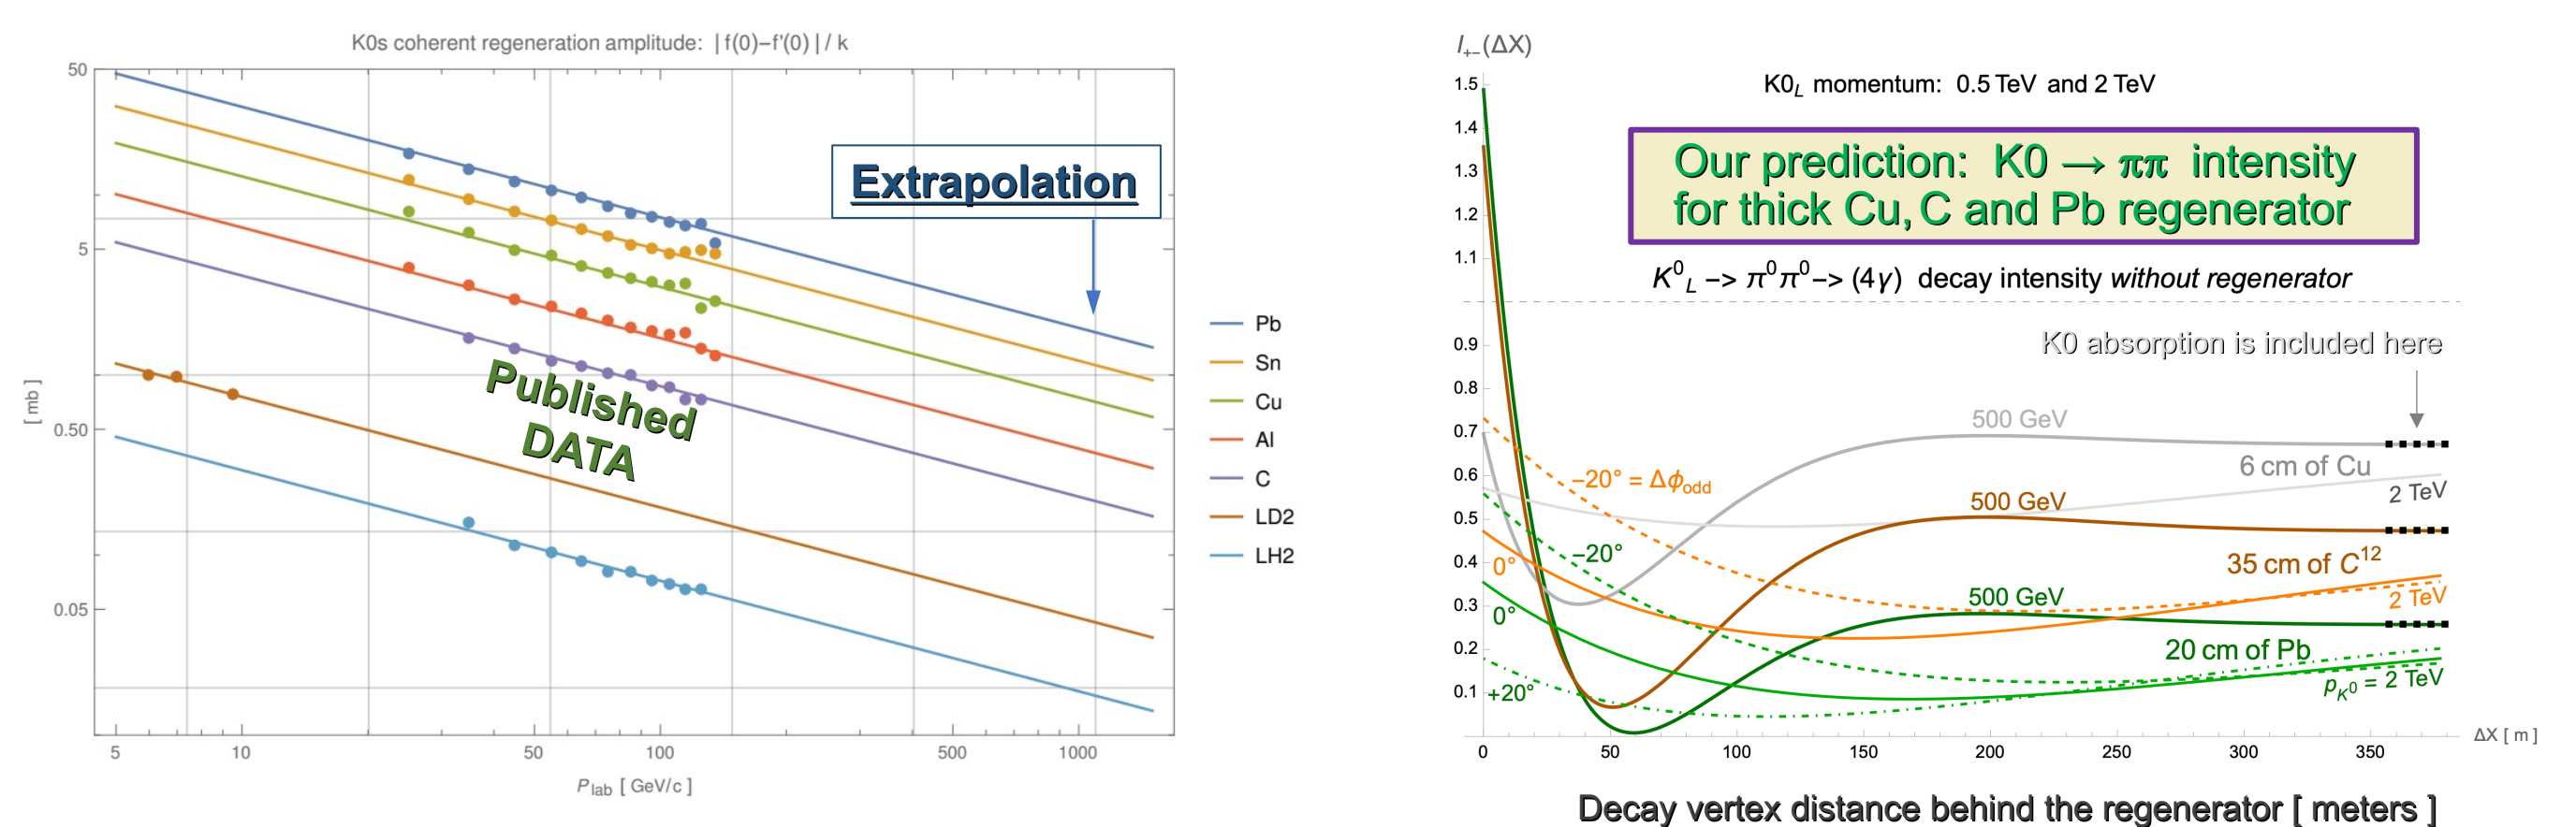 K0s coherent regeneration amplitude: | f(0)−f'(0) | / k
50
5
0.50
0.05
[ mb ]
5
10
50
100
500
1000
Plab [ GeV/c ]
Extrapolation
Published
DATA
Pb
Sn
Cu
Al
C
LD2
LH2
I+−(ΔX)
K0L momentum: 0.5 TeV and 2 TeV
Our prediction: K0 → ππ intensity
for thick Cu, C and Pb regenerator
K⁰L −> π⁰π⁰−> (4γ) decay intensity without regenerator
K0 absorption is included here
1.5
1.4
1.3
1.2
1.1
0.9
0.8
0.7
0.6
0.5
0.4
0.3
0.2
0.1
500 GeV
6 cm of Cu
2 TeV
−20° = Δϕodd
500 GeV
−20°
0°
35 cm of C¹²
2 TeV
500 GeV
0°
20 cm of Pb
+20°
pK⁰ = 2 TeV
0
50
100
150
200
250
300
350
ΔX [ m ]
Decay vertex distance behind the regenerator [ meters ]